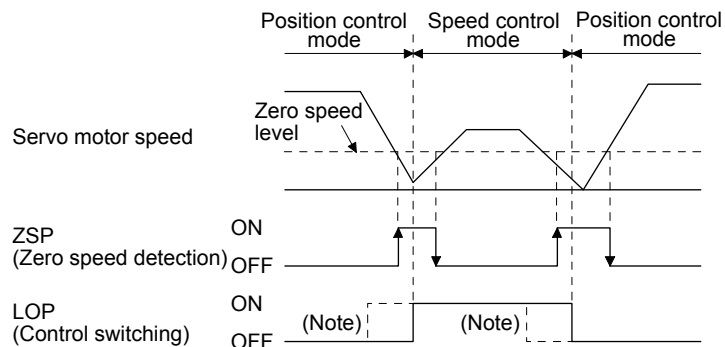 Position control mode
Speed control mode
Position control mode
Zero speed level
Servo motor speed
ZSP
(Zero speed detection)
ON
OFF
LOP
(Control switching)
ON
OFF
(Note)
(Note)